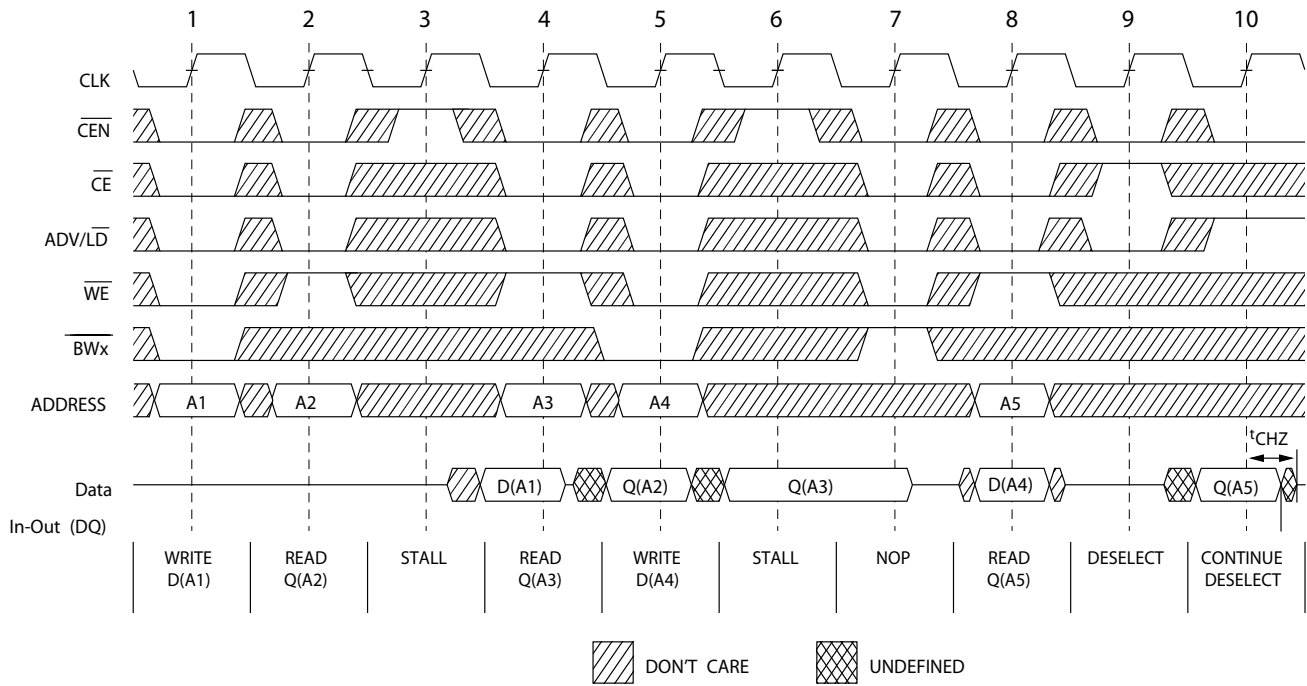 1 2 3 4 5 6 7 8 9 10
CLK
CEN
CE
ADV/LD
WE
BWx
ADDRESS A1 A2 A3 A4 A5
tCHZ
Data D(A1) Q(A2) Q(A3) D(A4) Q(A5)
In-Out (DQ)
WRITE READ STALL READ WRITE STALL NOP READ DESELECT CONTINUE
D(A1) Q(A2) Q(A3) D(A4) Q(A5) DESELECT
DON'T CARE UNDEFINED